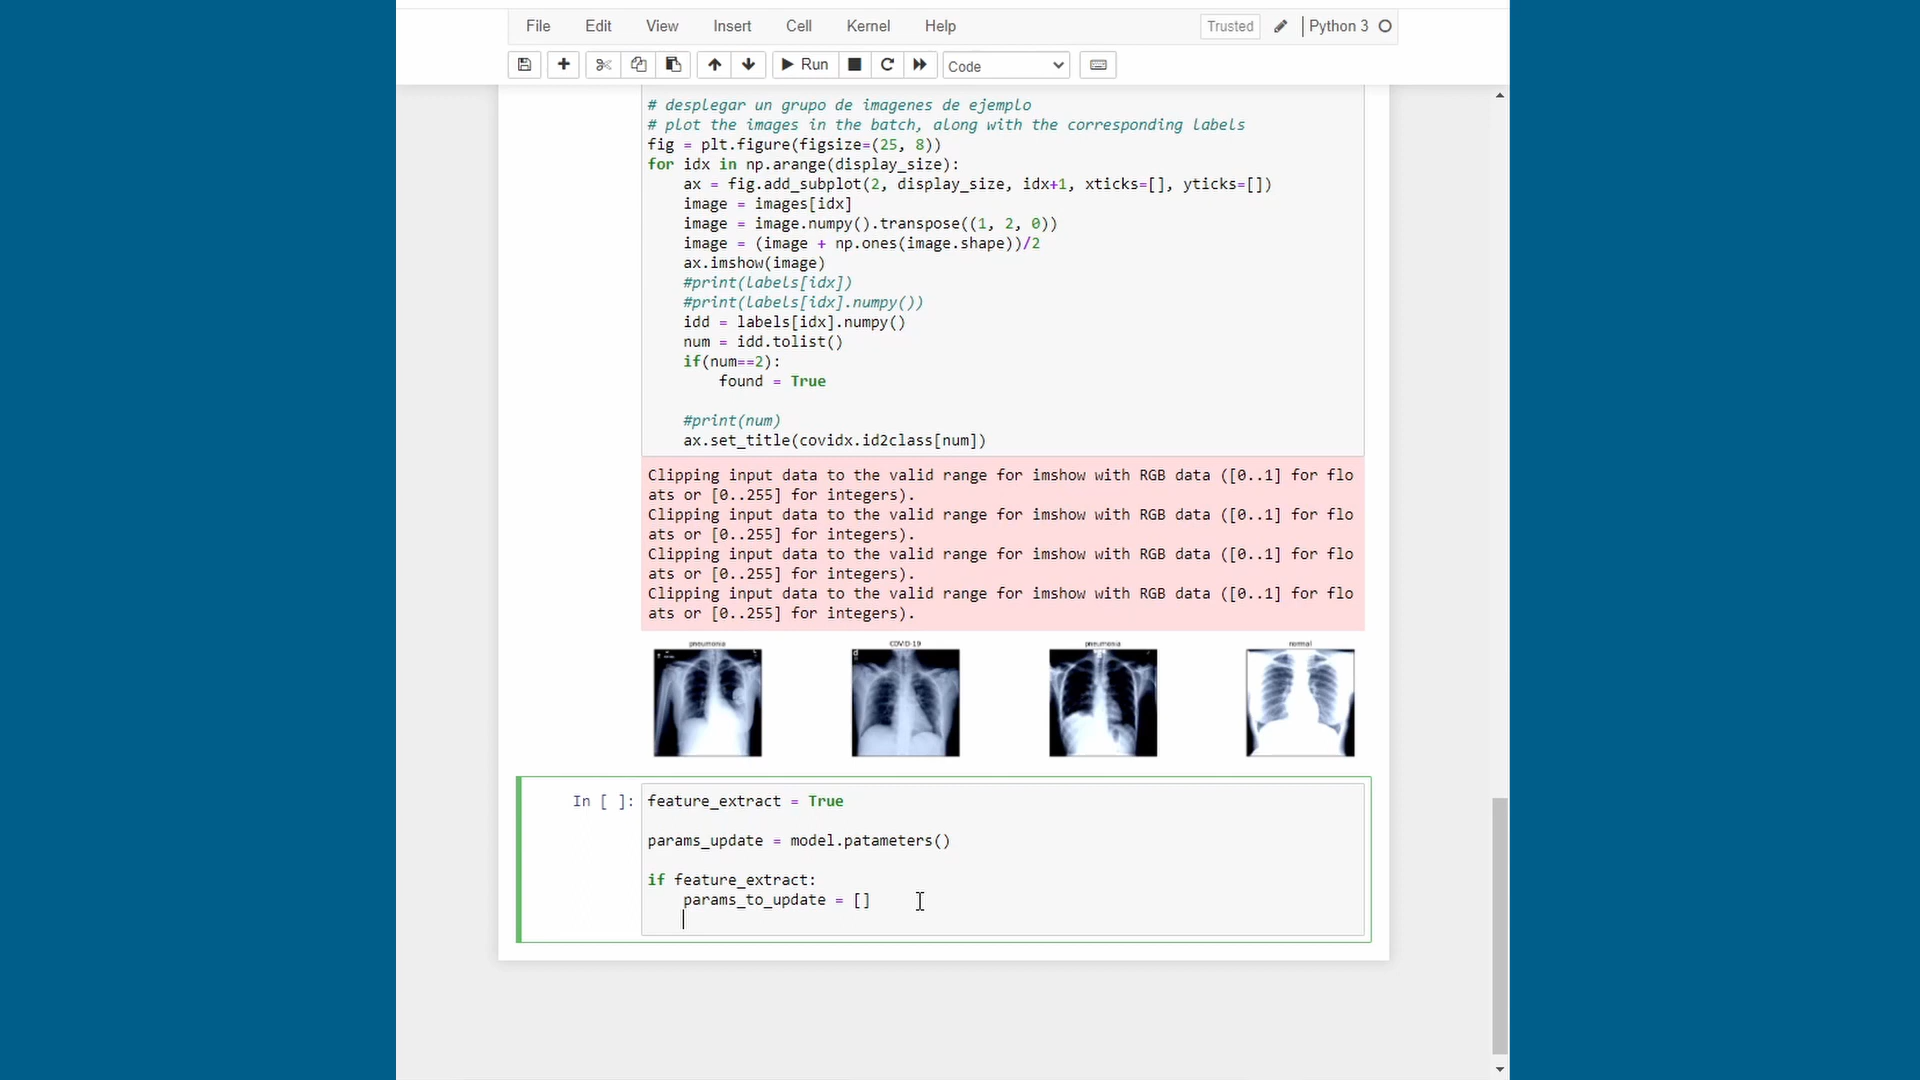 File Edit View Insert Cell Kernel Help Trusted Python 3
Run Code
# desplegar un grupo de imagenes de ejemplo
# plot the images in the batch, along with the corresponding labels
fig = plt.figure(figsize=(25, 8))
for idx in np.arange(display_size):
    ax = fig.add_subplot(2, display_size, idx+1, xticks=[], yticks=[])
    image = images[idx]
    image = image.numpy().transpose((1, 2, 0))
    image = (image + np.ones(image.shape))/2
    ax.imshow(image)
    #print(labels[idx])
    #print(labels[idx].numpy())
    idd = labels[idx].numpy()
    num = idd.tolist()
    if(num==2):
        found = True
    #print(num)
    ax.set_title(covidx.id2class[num])
Clipping input data to the valid range for imshow with RGB data ([0..1] for flo
ats or [0..255] for integers).
Clipping input data to the valid range for imshow with RGB data ([0..1] for flo
ats or [0..255] for integers).
Clipping input data to the valid range for imshow with RGB data ([0..1] for flo
ats or [0..255] for integers).
Clipping input data to the valid range for imshow with RGB data ([0..1] for flo
ats or [0..255] for integers).
pneumonia COVID-19 pneumonia normal
In [ ]: feature_extract = True
params_update = model.patameters()
if feature_extract:
    params_to_update = []